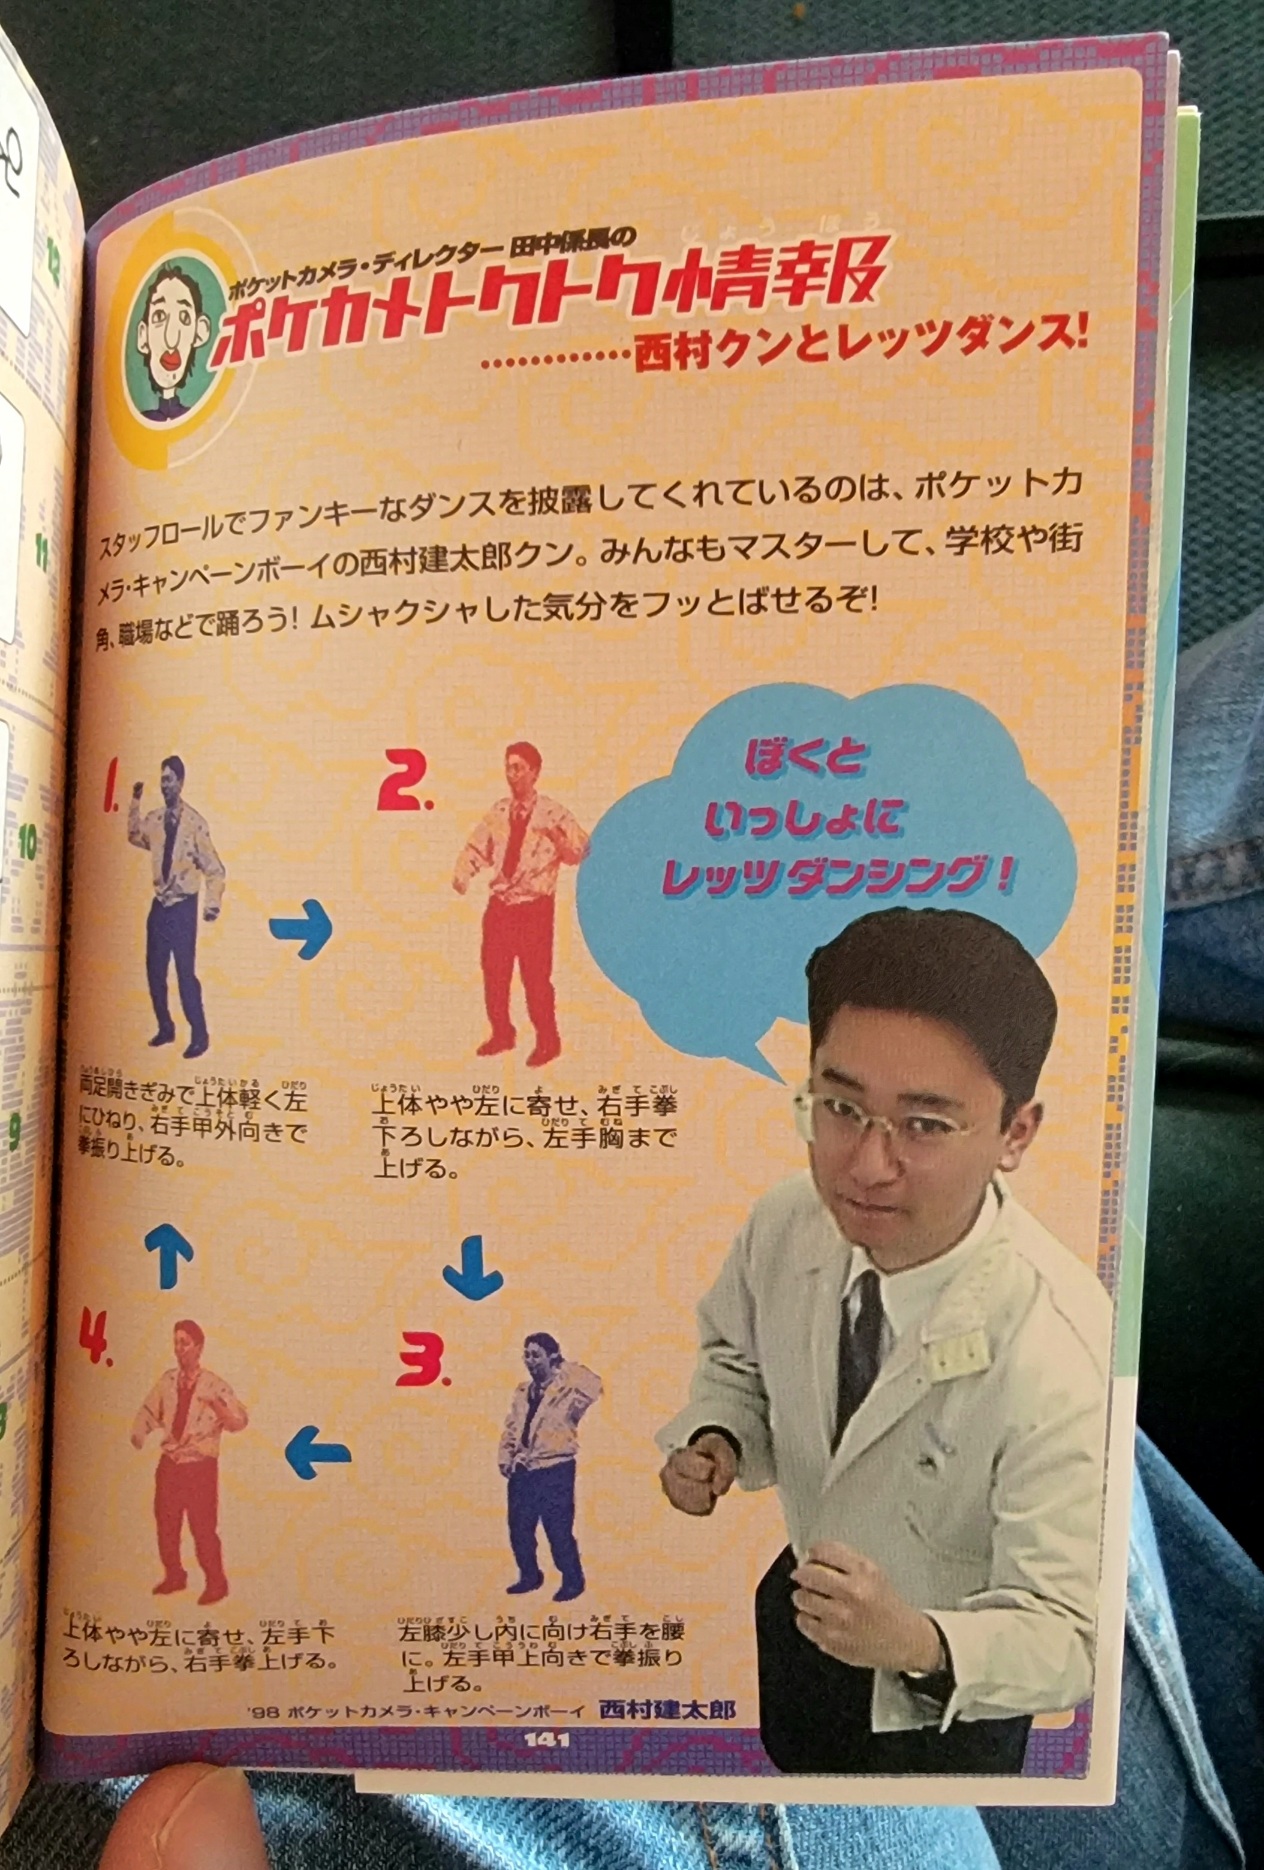 ポケットカメラ・ディレクター 田中係長の
じょうほう
ポケカメトクトク情報
…………西村クンとレッツダンス!
スタッフロールでファンキーなダンスを披露してくれているのは、ポケットカ
メラ・キャンペーンボーイの西村建太郎クン。みんなもマスターして、学校や街
角、職場などで踊ろう! ムシャクシャした気分をフッとばせるぞ!
ぼくと
いっしょに
レッツダンシング!
1.
両足開きぎみで上体軽く左
にひねり、右手甲外向きで
拳振り上げる。
2.
上体やや左に寄せ、右手拳
下ろしながら、左手胸まで
上げる。
3.
左膝少し内に向け右手を腰
に。左手甲上向きで拳振り
上げる。
4.
上体やや左に寄せ、左手下
ろしながら、右手拳上げる。
'98 ポケットカメラ・キャンペーンボーイ 西村建太郎
141
12
11
10
9